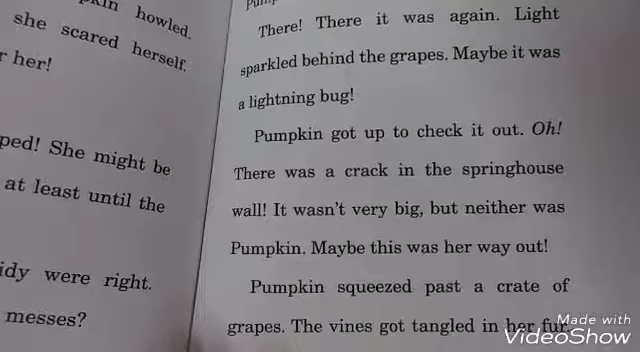 howled.
she scared herself.
her!
She might be
at least until the
were right.
messes?
There! There it was again. Light
sparkled behind the grapes. Maybe it was
a lightning bug!
Pumpkin got up to check it out. Oh!
There was a crack in the springhouse
wall! It wasn't very big, but neither was
Pumpkin. Maybe this was her way out!
Pumpkin squeezed past a crate of
grapes. The vines got tangled in her fur.
Made with
VideoShow